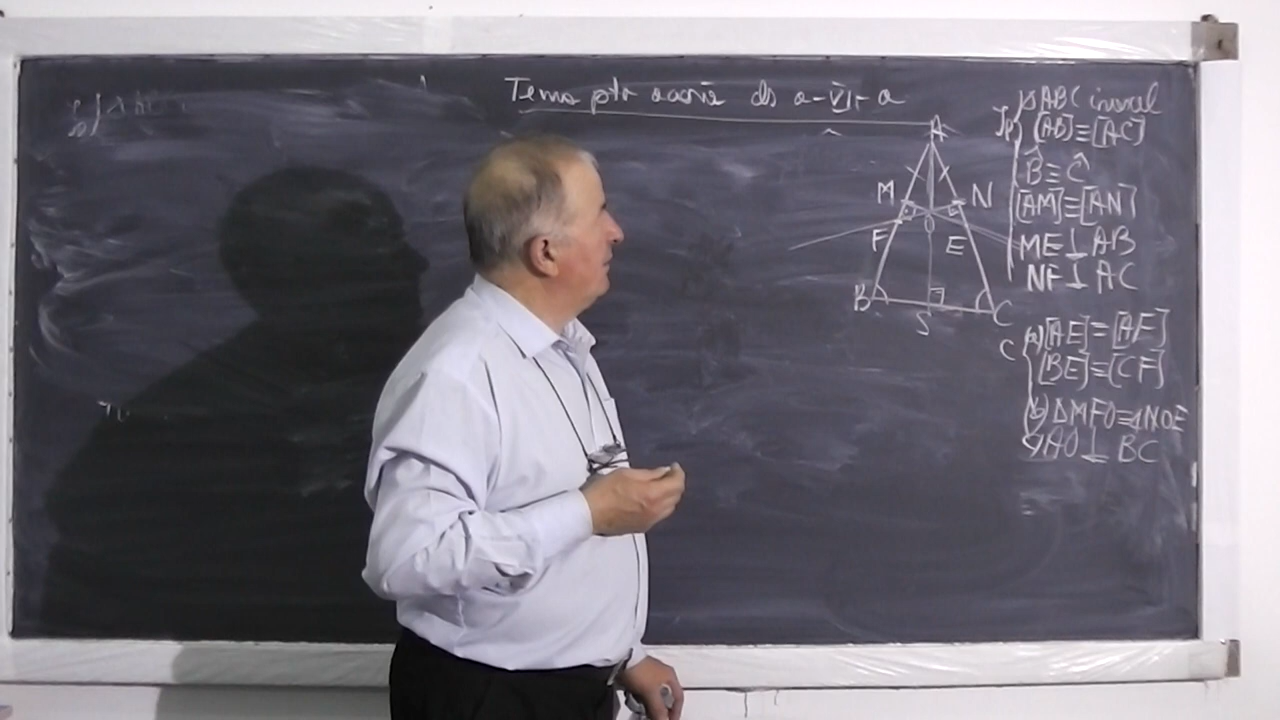 Tema ptr acasă ds a-VI-a
Ip ΔABC isoscel
[AB]≡[AC]
B̂≡Ĉ
[AM]≡[AN]
ME⊥AB
NF⊥AC
C a) [AE]≡[AF]
[BE]≡[CF]
b) ΔMFO≡ΔNOE
c) AO⊥BC
A
M N
O
F E
B S C